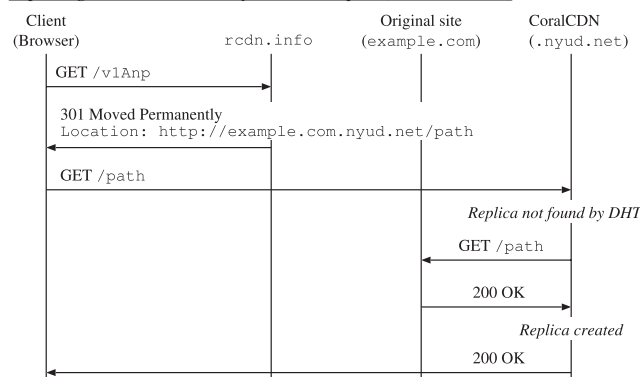 Client
(Browser)
rcdn.info
Original site
(example.com)
CoralCDN
(.nyud.net)
GET /v1Anp
301 Moved Permanently
Location: http://example.com.nyud.net/path
GET /path
Replica not found by DHT
GET /path
200 OK
Replica created
200 OK